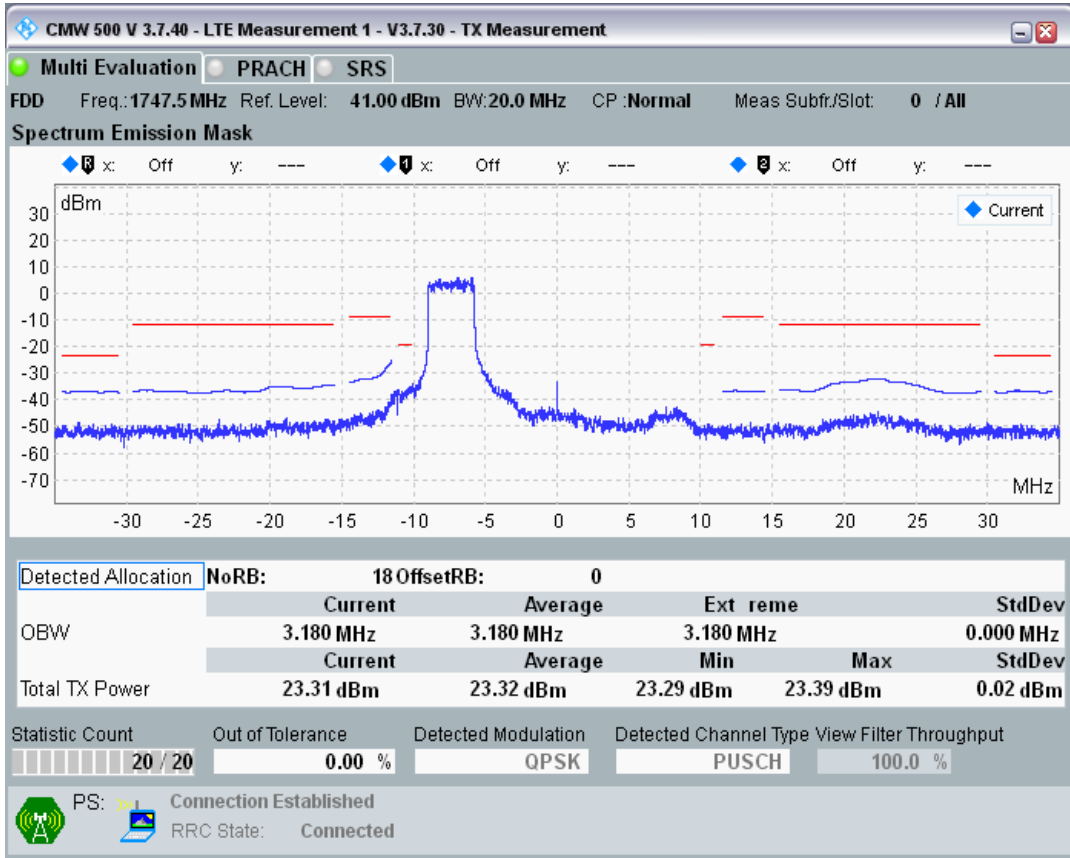 CMW 500 V 3.7.40 - LTE Measurement 1 - V3.7.30 - TX Measurement
Multi Evaluation PRACH SRS
FDD Freq.:1747.5 MHz Ref. Level: 41.00 dBm BW:20.0 MHz CP :Normal Meas Subfr./Slot: 0 / All
Spectrum Emission Mask
R x: Off y: --- 1 x: Off y: --- 2 x: Off y: ---
dBm
Current
30
20
10
0
-10
-20
-30
-40
-50
-60
-70
MHz
-30 -25 -20 -15 -10 -5 0 5 10 15 20 25 30
Detected Allocation NoRB: 18 OffsetRB: 0
Current Average Ext reme StdDev
OBW 3.180 MHz 3.180 MHz 3.180 MHz 0.000 MHz
Current Average Min Max StdDev
Total TX Power 23.31 dBm 23.32 dBm 23.29 dBm 23.39 dBm 0.02 dBm
Statistic Count Out of Tolerance Detected Modulation Detected Channel Type View Filter Throughput
20 / 20 0.00 % QPSK PUSCH 100.0 %
PS: Connection Established
RRC State: Connected